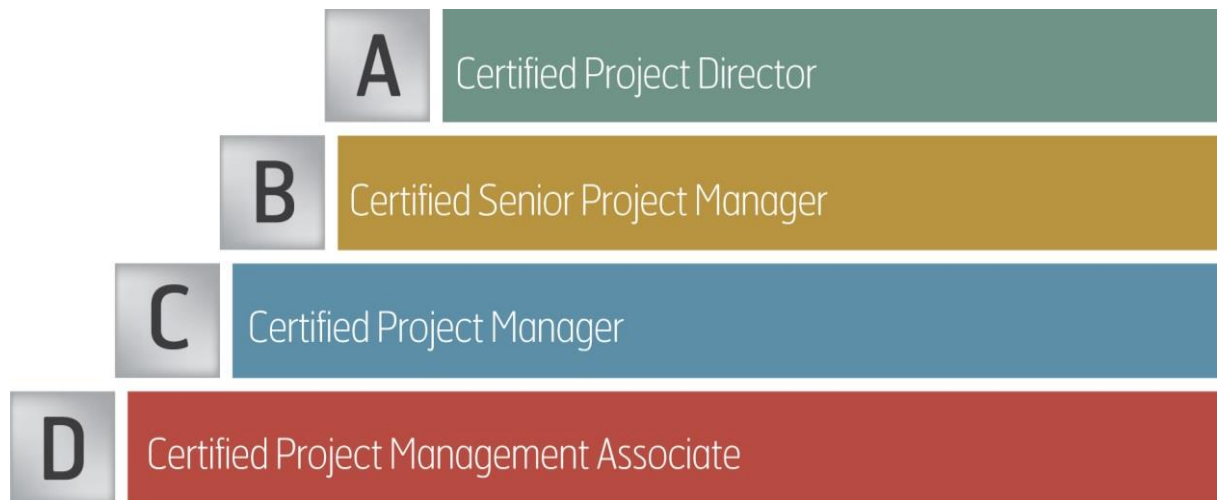 A Certified Project Director
B Certified Senior Project Manager
C Certified Project Manager
D Certified Project Management Associate